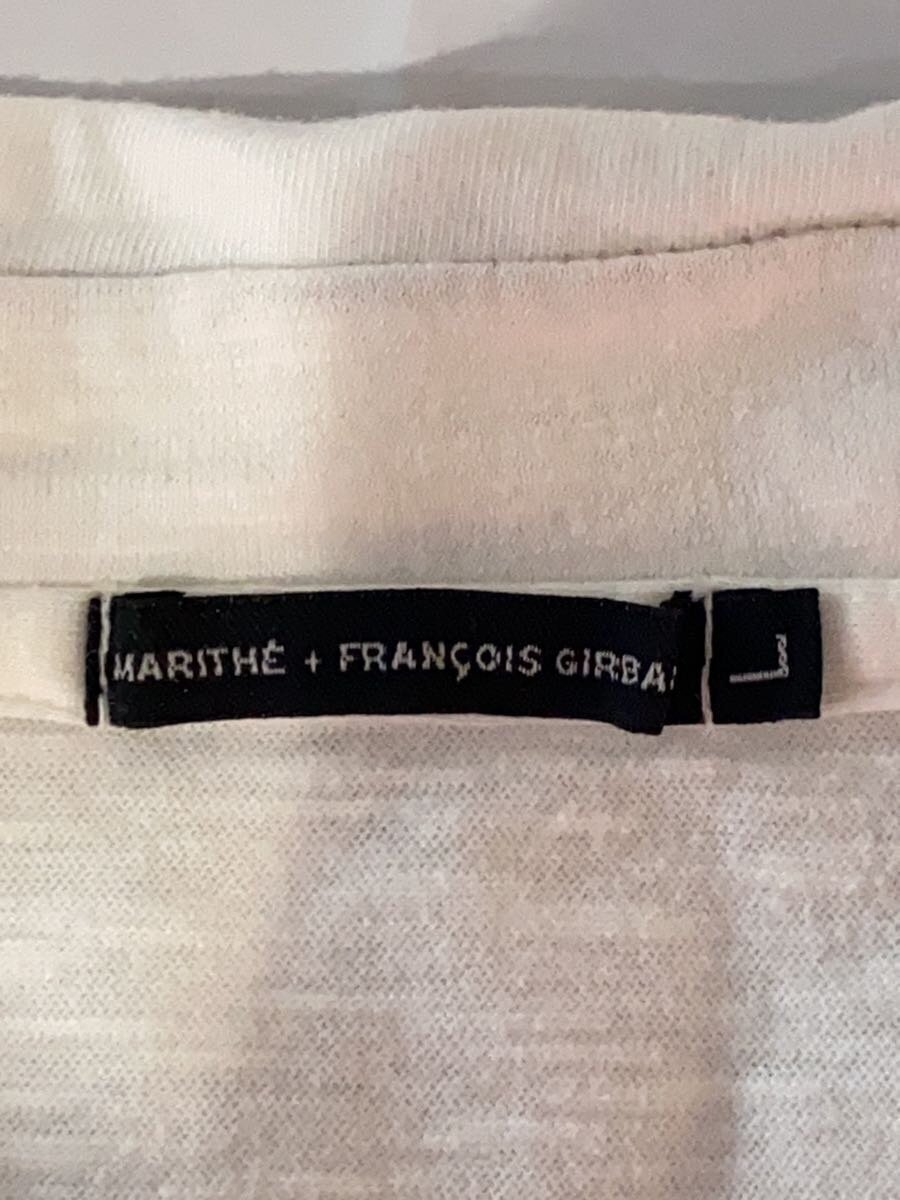 MARITHÉ + FRANÇOIS GIRBA
L